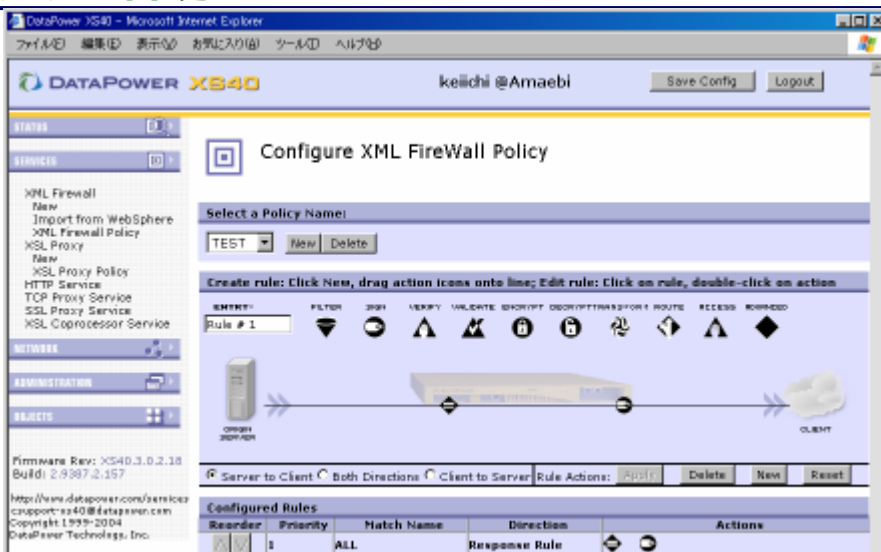 DataPower XS40 - Microsoft Internet Explorer
ファイル(F) 編集(E) 表示(V) お気に入り(A) ツール(T) ヘルプ(H)
DATAPOWER XS40
keiichi @Amaebi
Save Config Logout
STATUS
SERVICES
XML Firewall
New
Import from WebSphere
XML Firewall Policy
XSL Proxy
New
XSL Proxy Policy
HTTP Service
TCP Proxy Service
SSL Proxy Service
XSL Coprocessor Service
NETWORK
ADMINISTRATION
OBJECTS
Firmware Rev: XS40.3.0.2.18
Build: 2.9387.2.157
http://www.datapower.com/services
Copyright 1999-2004
DataPower Technology, Inc.
Configure XML FireWall Policy
Select a Policy Name:
TEST New Delete
Create rule: Click New, drag action icons onto line; Edit rule: Click on rule, double-click on action
ENTRY: FILTER SIGN VERIFY VALIDATE ENCRYPT DECRYPT TRANSFORM ROUTE ACCESS ADVANCED
Rule # 1
ORIGIN SERVER
CLIENT
Server to Client Both Directions Client to Server Rule Actions: Apply Delete New Reset
Configured Rules
Reorder Priority Match Name Direction Actions
1 ALL Response Rule